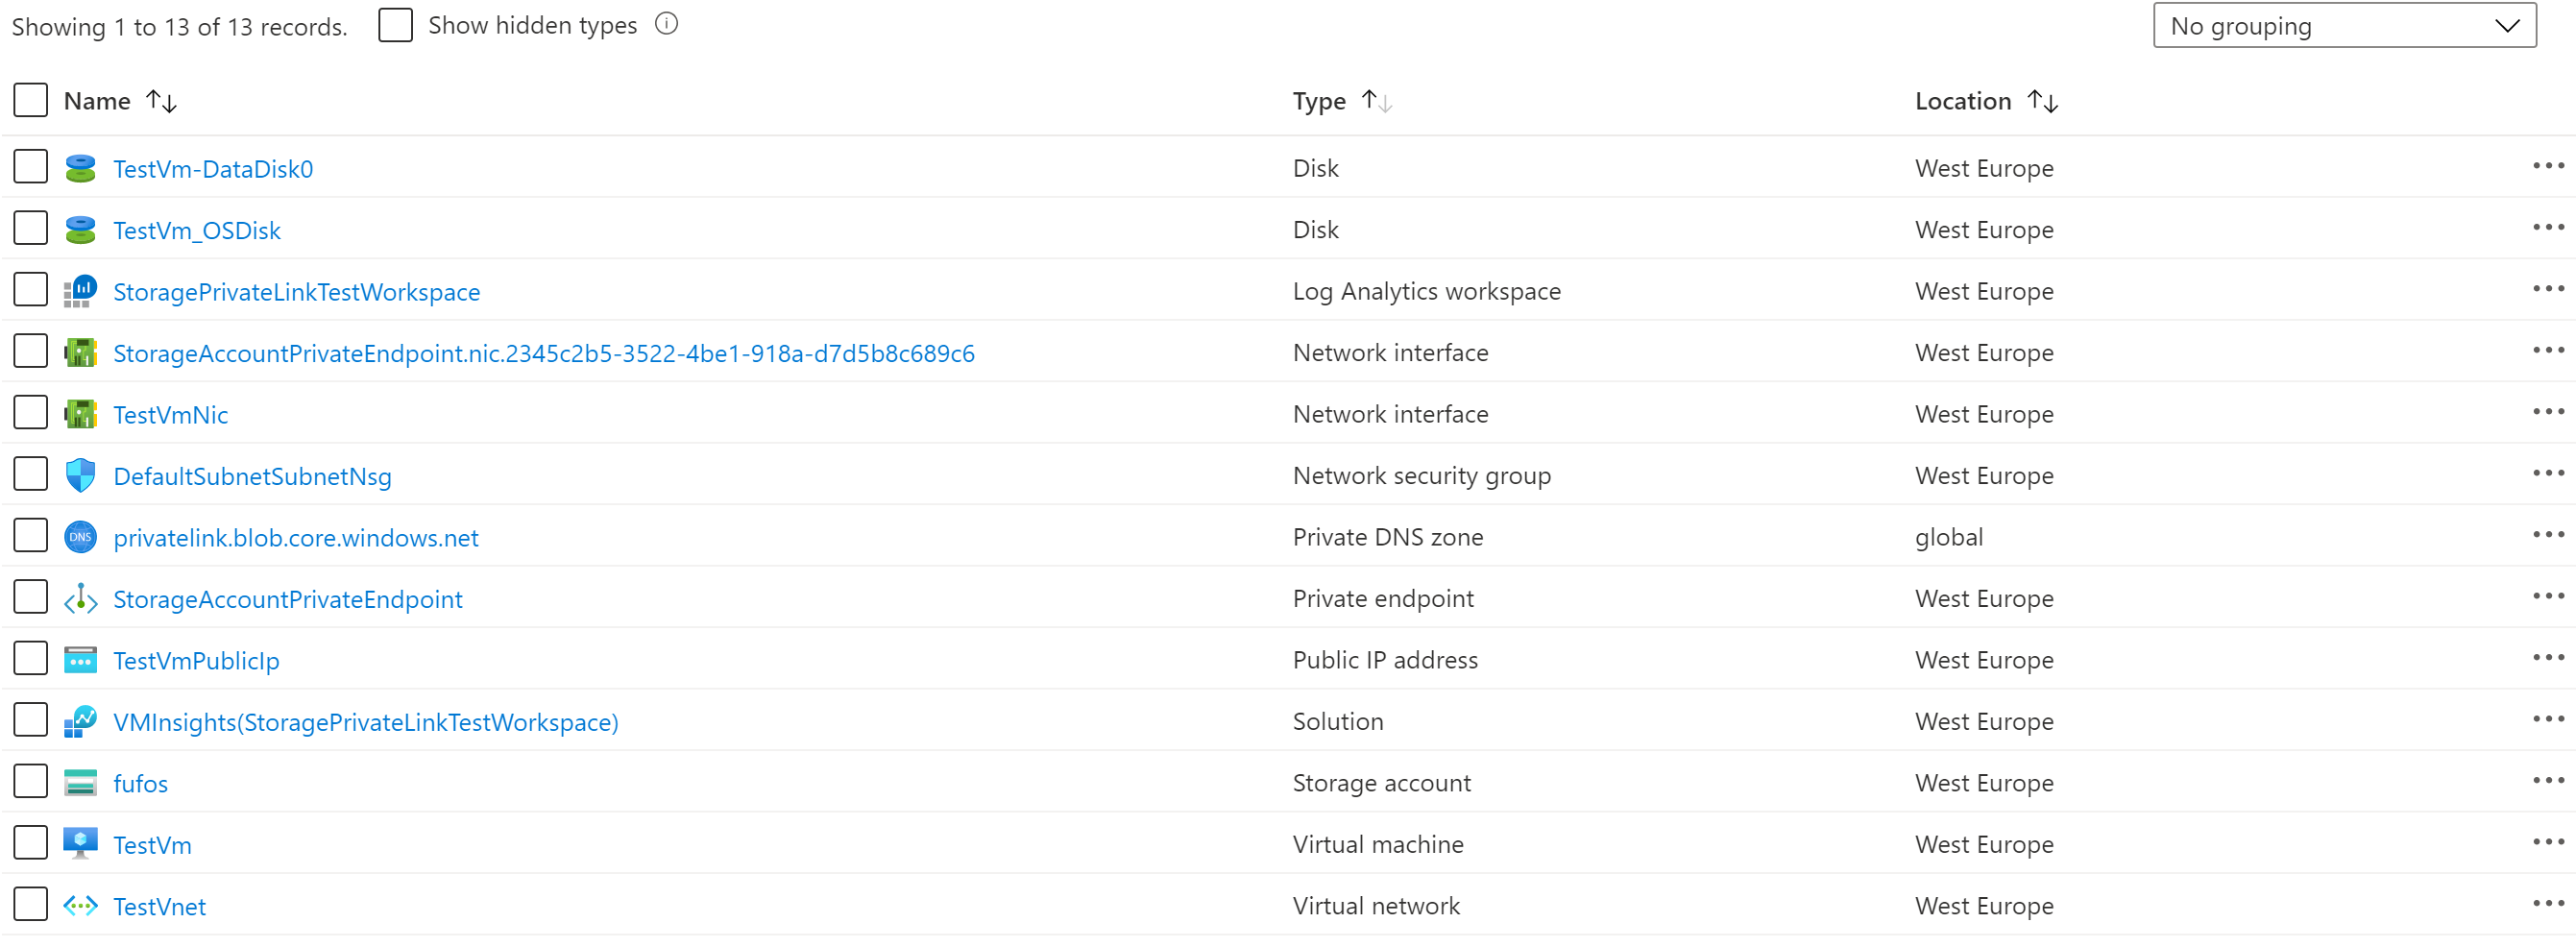 Showing 1 to 13 of 13 records. Show hidden types No grouping
Name Type Location
TestVm-DataDisk0 Disk West Europe
TestVm_OSDisk Disk West Europe
StoragePrivateLinkTestWorkspace Log Analytics workspace West Europe
StorageAccountPrivateEndpoint.nic.2345c2b5-3522-4be1-918a-d7d5b8c689c6 Network interface West Europe
TestVmNic Network interface West Europe
DefaultSubnetSubnetNsg Network security group West Europe
DNS privatelink.blob.core.windows.net Private DNS zone global
StorageAccountPrivateEndpoint Private endpoint West Europe
TestVmPublicIp Public IP address West Europe
VMInsights(StoragePrivateLinkTestWorkspace) Solution West Europe
fufos Storage account West Europe
TestVm Virtual machine West Europe
TestVnet Virtual network West Europe